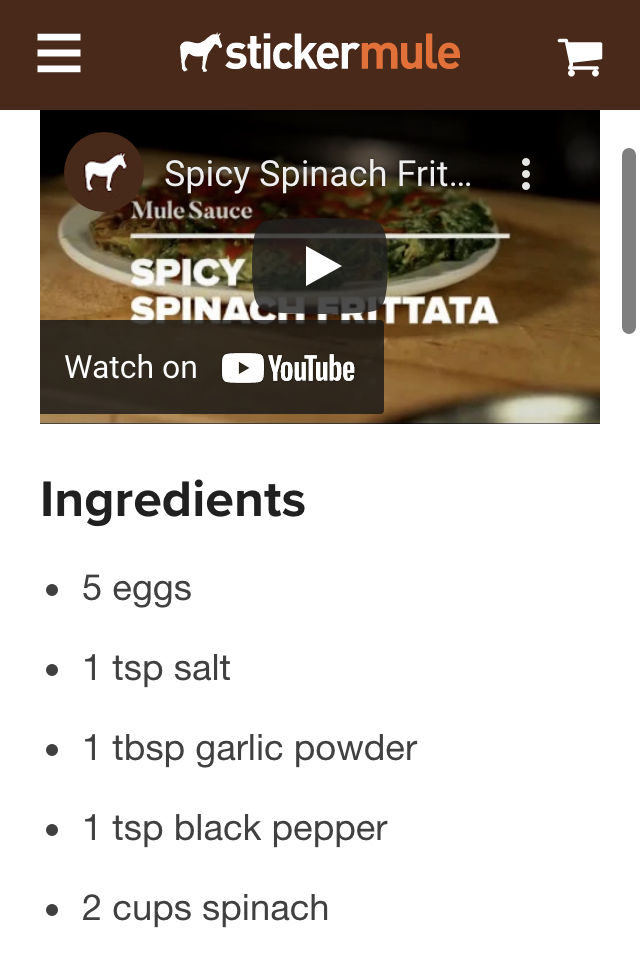 stickermule
Spicy Spinach Frit...
Mule Sauce
SPICY
SPINACH FRITTATA
Watch on YouTube
Ingredients
• 5 eggs
• 1 tsp salt
• 1 tbsp garlic powder
• 1 tsp black pepper
• 2 cups spinach